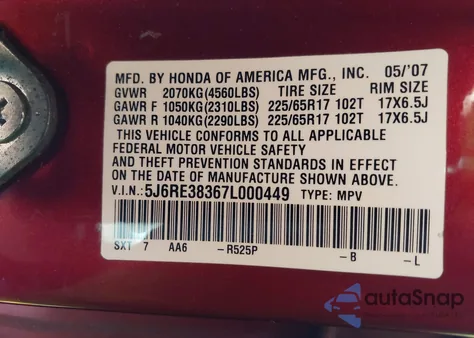 MFD. BY HONDA OF AMERICA MFG., INC. 05/'07
GVWR 2070KG(4560LBS) TIRE SIZE RIM SIZE
GAWR F 1050KG(2310LBS) 225/65R17 102T 17X6.5J
GAWR R 1040KG(2290LBS) 225/65R17 102T 17X6.5J
THIS VEHICLE CONFORMS TO ALL APPLICABLE
FEDERAL MOTOR VEHICLE SAFETY
AND THEFT PREVENTION STANDARDS IN EFFECT
ON THE DATE OF MANUFACTURE SHOWN ABOVE.
V.I.N.: 5J6RE38367L000449 TYPE: MPV
SXT 7 AA6 -R525P -B -L
autoSnap